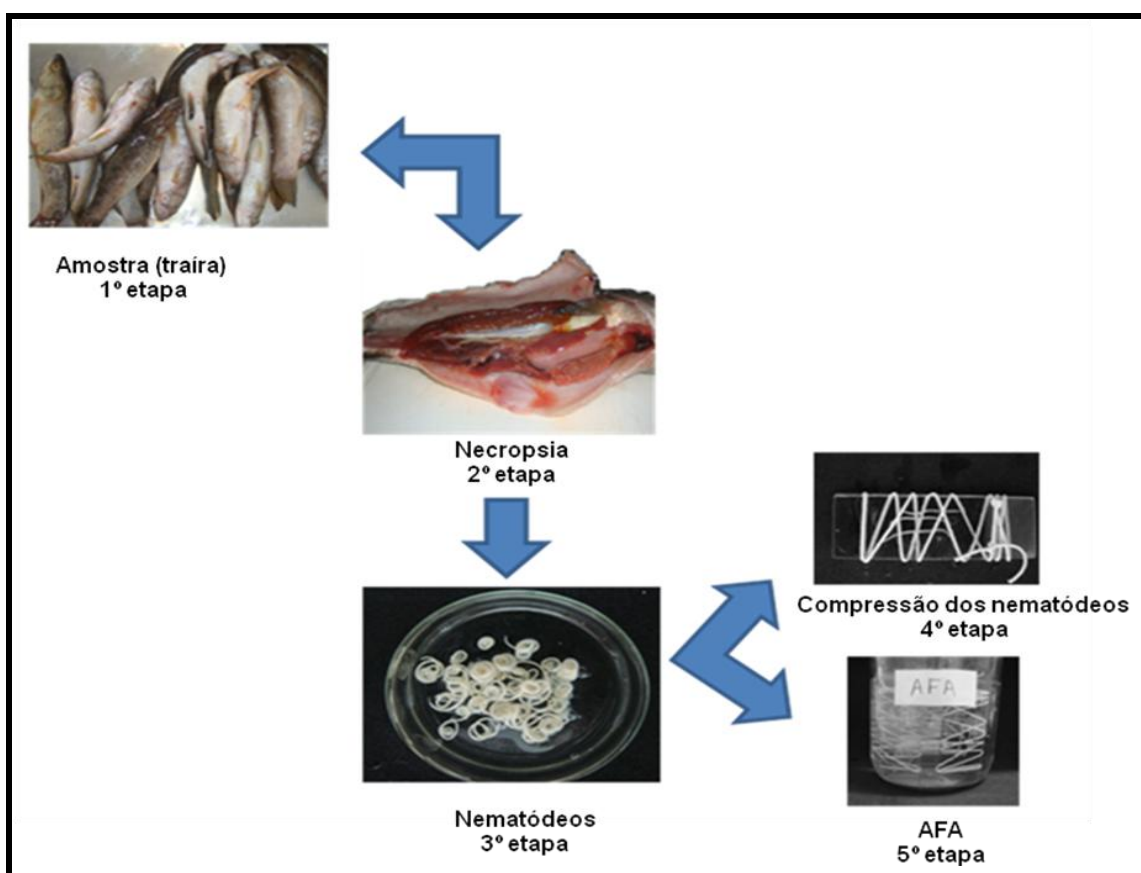 Amostra (traíra)
1º etapa
Necropsia
2º etapa
Nematódeos
3º etapa
Compressão dos nematódeos
4º etapa
AFA
AFA
5º etapa